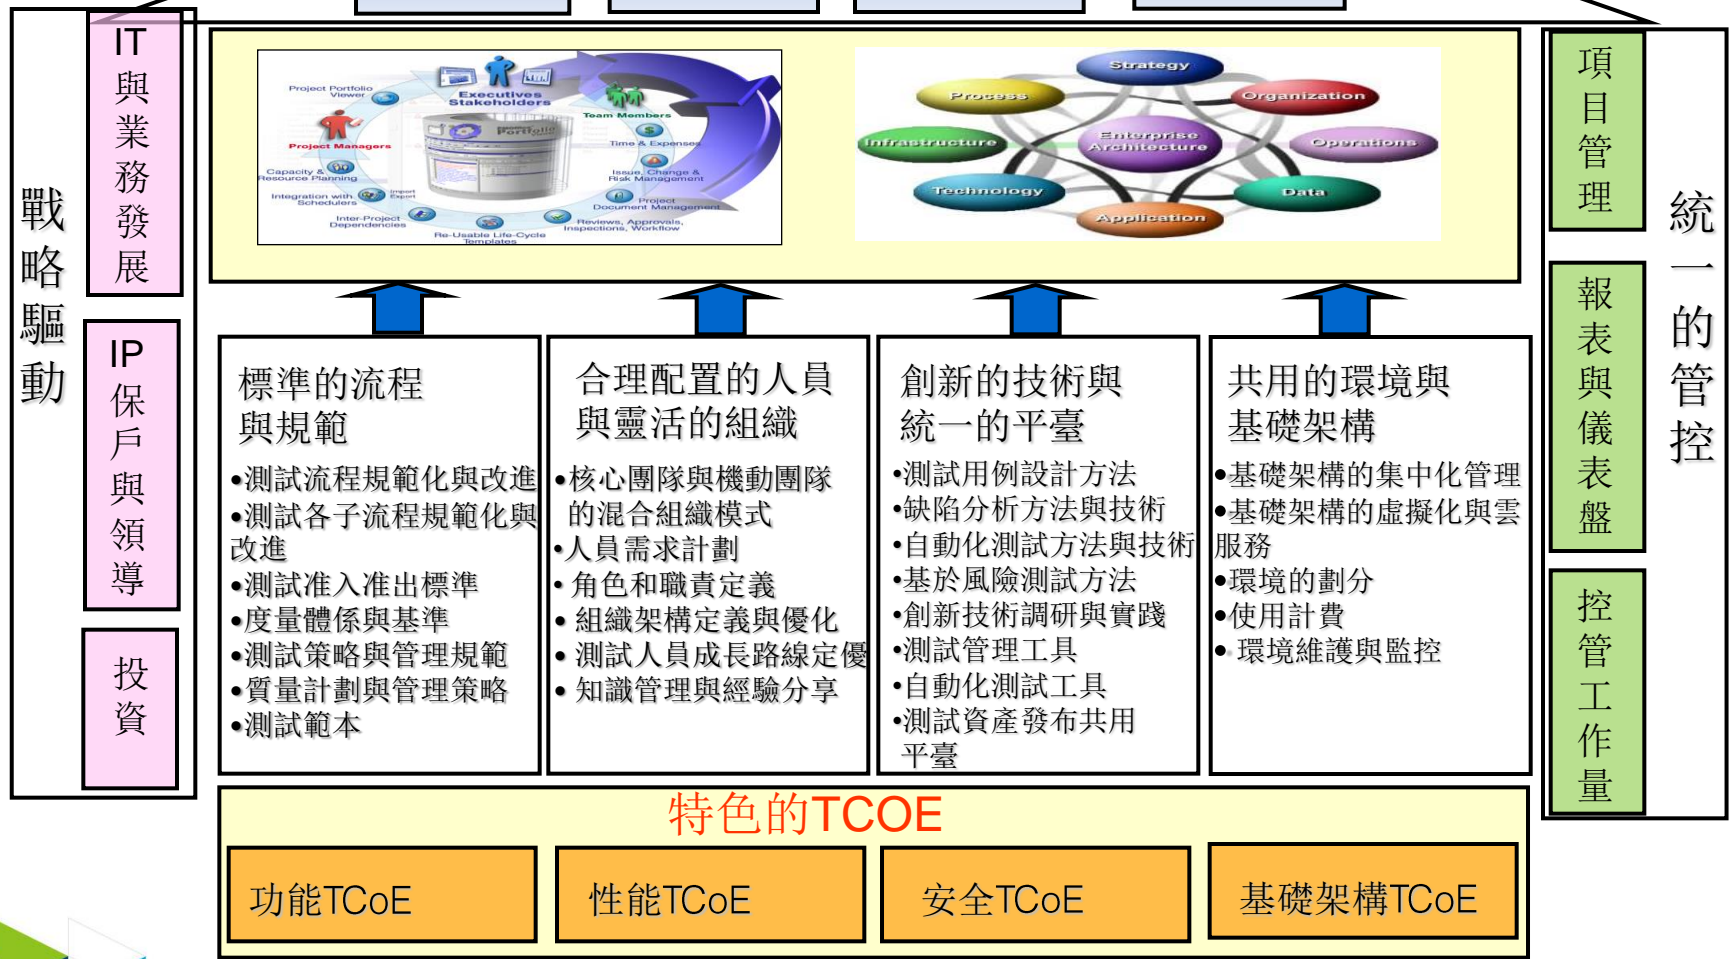 戰略驅動
IT與業務發展
IP保戶與領導
投資
Project Portfolio
Viewer
Executives
Stakeholders
Team Members
Project Managers
Time & Expenses
Capacity &
Resource Planning
Issue, Change &
Risk Management
Integration with
Schedulers
Import
Export
Project
Document Management
Inter-Project
Dependencies
Re-Usable Life-Cycle
Templates
Reviews, Approvals,
Inspections, Workflow
Strategy
Process
Organization
Infrastructure
Enterprise
Architecture
Operations
Technology
Data
Application
標準的流程
與規範
•測試流程規範化與改進
•測試各子流程規範化與
改進
•測試准入准出標準
•度量體係與基準
•測試策略與管理規範
•質量計劃與管理策略
•測試範本
合理配置的人員
與靈活的組織
•核心團隊與機動團隊
的混合組織模式
•人員需求計劃
•角色和職責定義
•組織架構定義與優化
•測試人員成長路線定優
•知識管理與經驗分享
創新的技術與
統一的平臺
•測試用例設計方法
•缺陷分析方法與技術
•自動化測試方法與技術
•基於風險測試方法
•創新技術調研與實踐
•測試管理工具
•自動化測試工具
•測試資產發布共用
平臺
共用的環境與
基礎架構
•基礎架構的集中化管理
•基礎架構的虛擬化與雲
服務
•環境的劃分
•使用計費
•環境維護與監控
特色的TCOE
功能TCoE
性能TCoE
安全TCoE
基礎架構TCoE
項目管理
報表與儀表盤
控管工作量
統一的管控